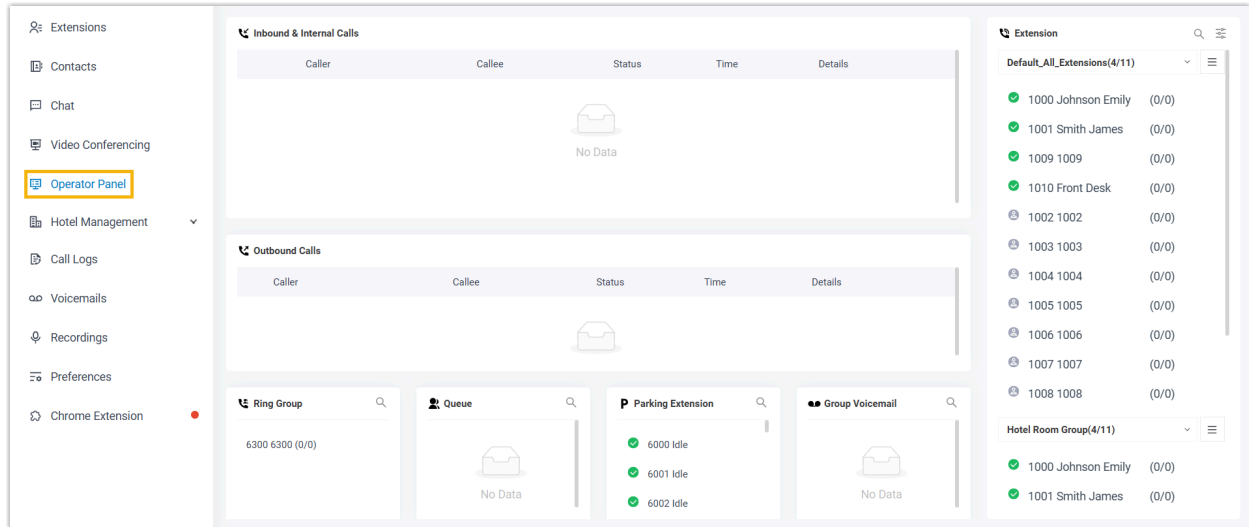 Extensions
Contacts
Chat
Video Conferencing
Operator Panel
Hotel Management
Call Logs
Voicemails
Recordings
Preferences
Chrome Extension
Inbound & Internal Calls
Caller Callee Status Time Details
No Data
Outbound Calls
Caller Callee Status Time Details
Ring Group
6300 6300 (0/0)
Queue
No Data
P Parking Extension
6000 Idle
6001 Idle
6002 Idle
Group Voicemail
No Data
Extension
Default_All_Extensions(4/11)
1000 Johnson Emily (0/0)
1001 Smith James (0/0)
1009 1009 (0/0)
1010 Front Desk (0/0)
1002 1002 (0/0)
1003 1003 (0/0)
1004 1004 (0/0)
1005 1005 (0/0)
1006 1006 (0/0)
1007 1007 (0/0)
1008 1008 (0/0)
Hotel Room Group(4/11)
1000 Johnson Emily (0/0)
1001 Smith James (0/0)